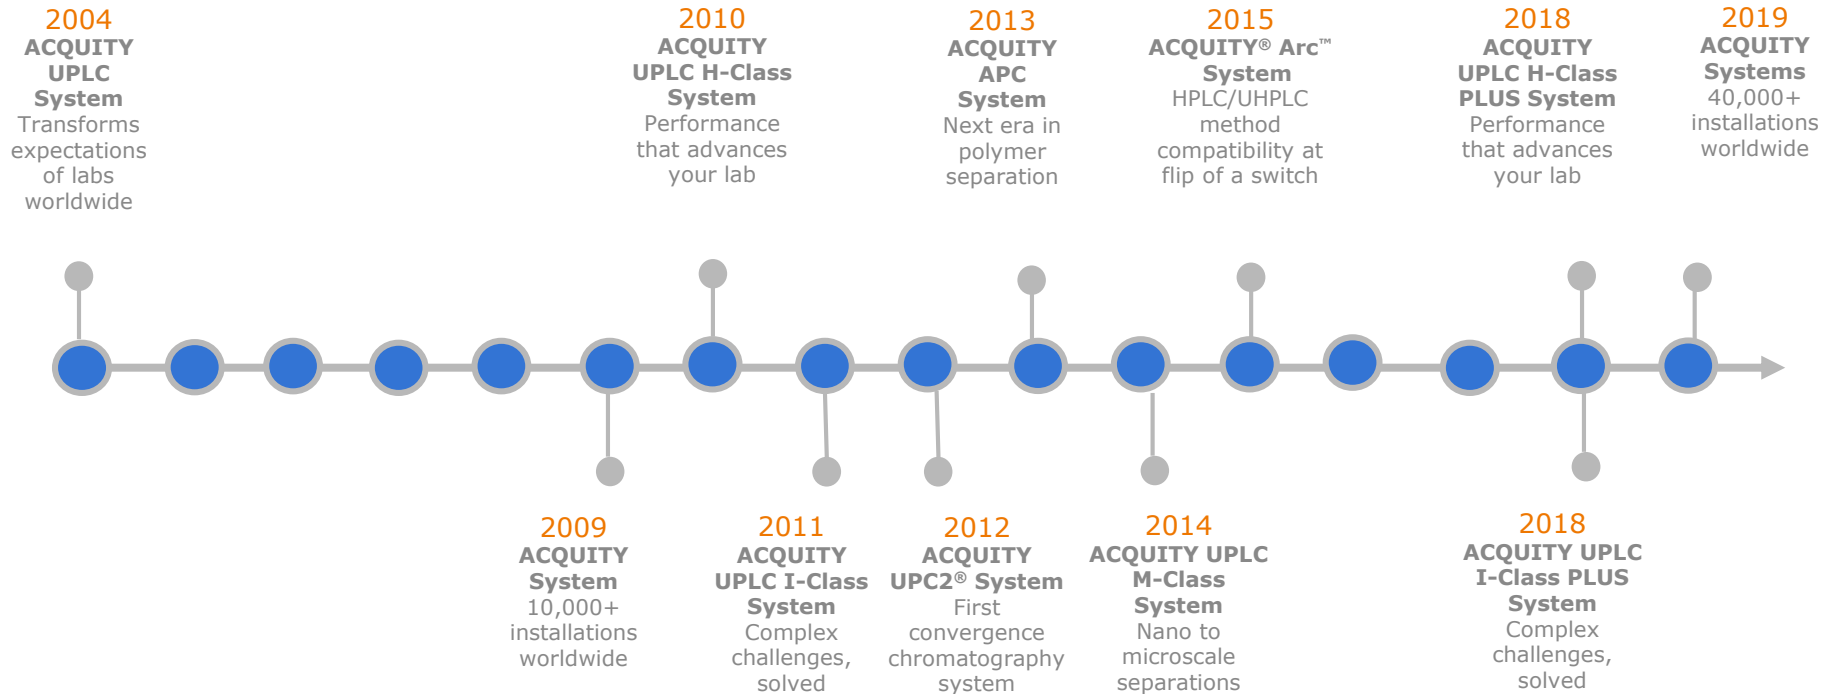 2004
ACQUITY
UPLC
System
Transforms
expectations
of labs
worldwide
2010
ACQUITY
UPLC H-Class
System
Performance
that advances
your lab
2013
ACQUITY
APC
System
Next era in
polymer
separation
2015
ACQUITY® Arc™
System
HPLC/UHPLC
method
compatibility at
flip of a switch
2018
ACQUITY
UPLC H-Class
PLUS System
Performance
that advances
your lab
2019
ACQUITY
Systems
40,000+
installations
worldwide
2009
ACQUITY
System
10,000+
installations
worldwide
2011
ACQUITY
UPLC I-Class
System
Complex
challenges,
solved
2012
ACQUITY
UPC2® System
First
convergence
chromatography
system
2014
ACQUITY UPLC
M-Class
System
Nano to
microscale
separations
2018
ACQUITY UPLC
I-Class PLUS
System
Complex
challenges,
solved